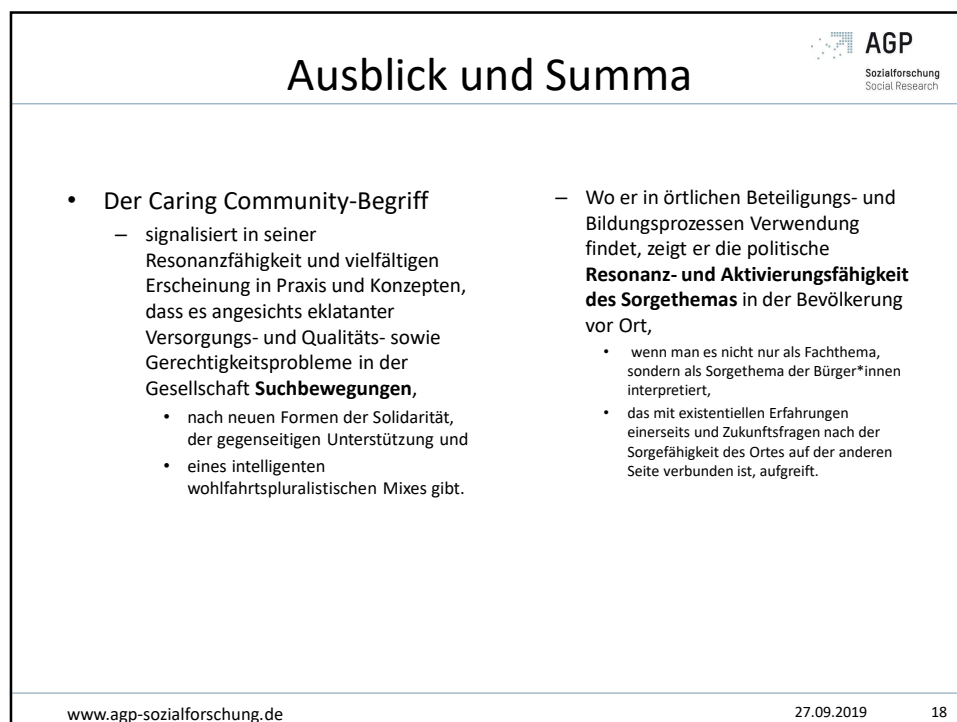 Ausblick und Summa
AGP
Sozialforschung
Social Research
• Der Caring Community-Begriff
– signalisiert in seiner
Resonanzfähigkeit und vielfältigen
Erscheinung in Praxis und Konzepten,
dass es angesichts eklatanter
Versorgungs- und Qualitäts- sowie
Gerechtigkeitsprobleme in der
Gesellschaft Suchbewegungen,
• nach neuen Formen der Solidarität,
der gegenseitigen Unterstützung und
• eines intelligenten
wohlfahrtspluralistischen Mixes gibt.
– Wo er in örtlichen Beteiligungs- und
Bildungsprozessen Verwendung
findet, zeigt er die politische
Resonanz- und Aktivierungsfähigkeit
des Sorgethemas in der Bevölkerung
vor Ort,
• wenn man es nicht nur als Fachthema,
sondern als Sorgethema der Bürger*innen
interpretiert,
• das mit existentiellen Erfahrungen
einerseits und Zukunftsfragen nach der
Sorgefähigkeit des Ortes auf der anderen
Seite verbunden ist, aufgreift.
www.agp-sozialforschung.de
27.09.2019
18